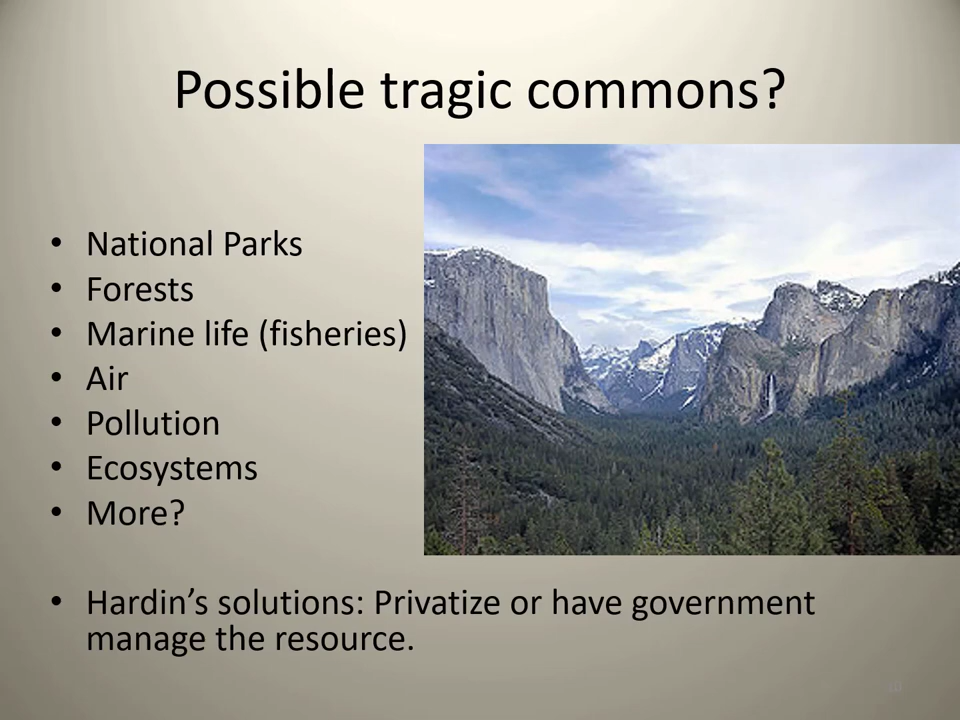 Possible tragic commons?
• National Parks
• Forests
• Marine life (fisheries)
• Air
• Pollution
• Ecosystems
• More?
• Hardin’s solutions: Privatize or have government
manage the resource.